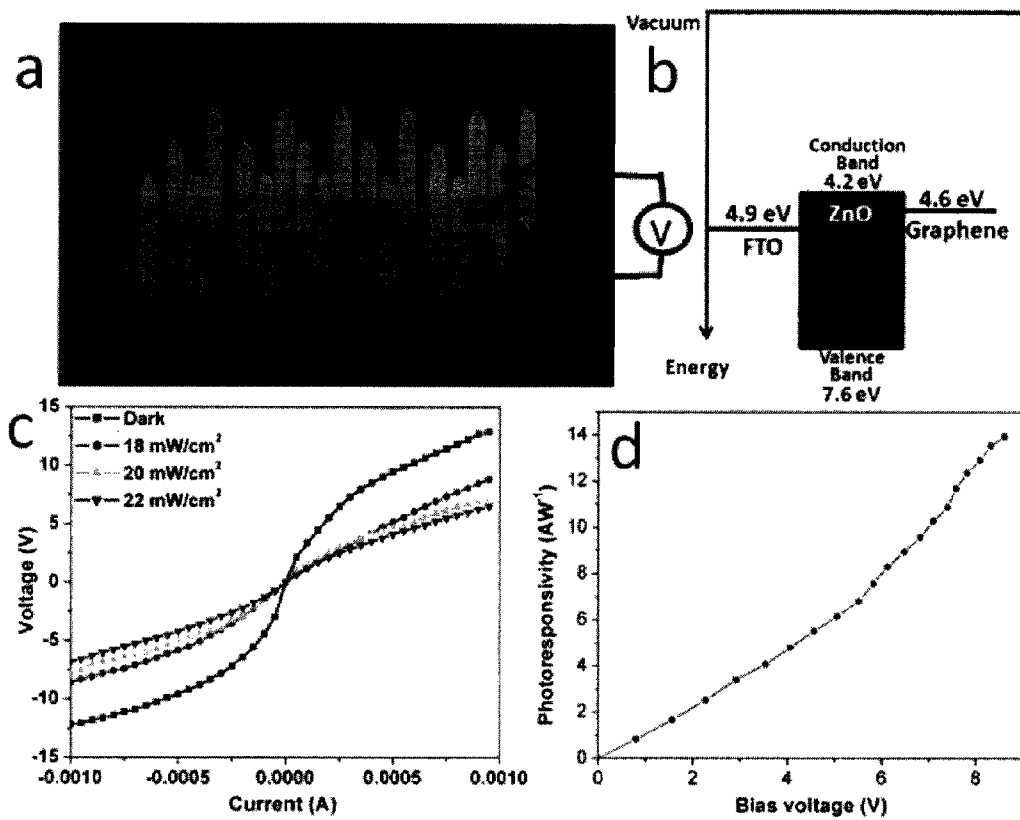 a
V
b
Vacuum
Energy
Conduction
Band
4.2 eV
ZnO
4.9 eV
FTO
4.6 eV
Graphene
Valence
Band
7.6 eV
c
Dark
18 mW/cm²
20 mW/cm²
22 mW/cm²
Voltage (V)
15
10
5
0
-5
-10
-15
-0.0010
-0.0005
0.0000
0.0005
0.0010
Current (A)
d
Photoresponsivity (AW⁻¹)
14
12
10
8
6
4
2
0
0
2
4
6
8
Bias voltage (V)